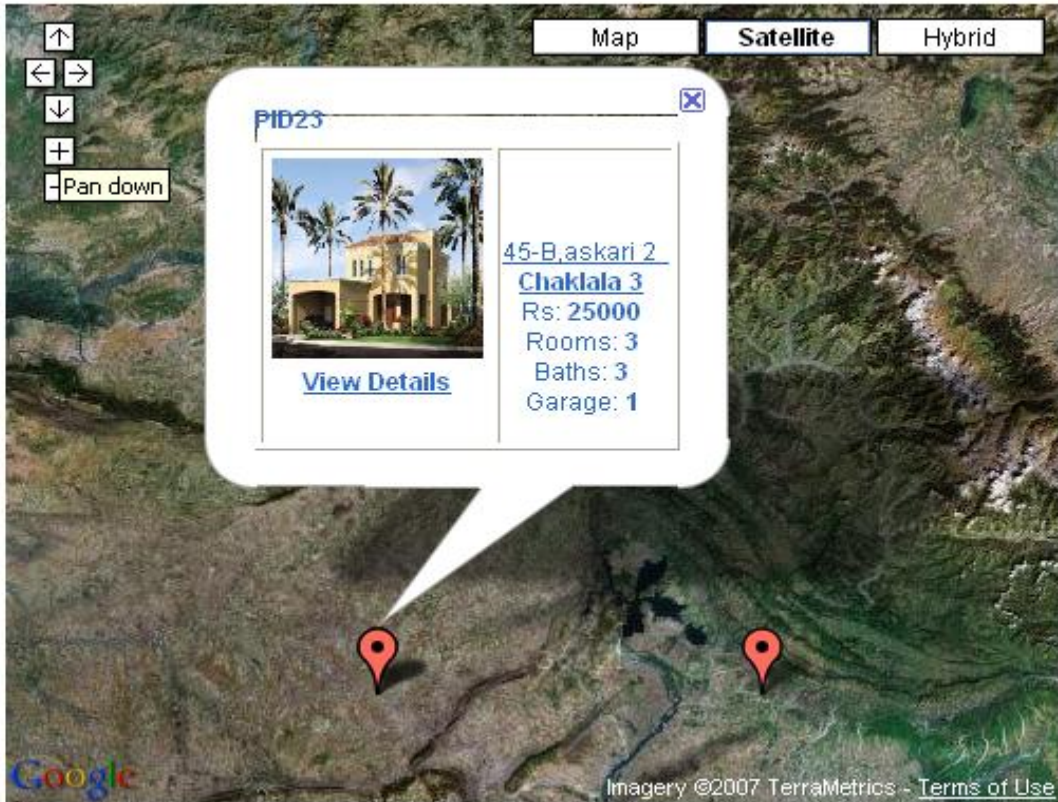 Map Satellite Hybrid
PID23
Pan down
45-B,askari 2
Chaklala 3
Rs: 25000
Rooms: 3
Baths: 3
Garage: 1
View Details
Google
Imagery ©2007 TerraMetrics - Terms of Use